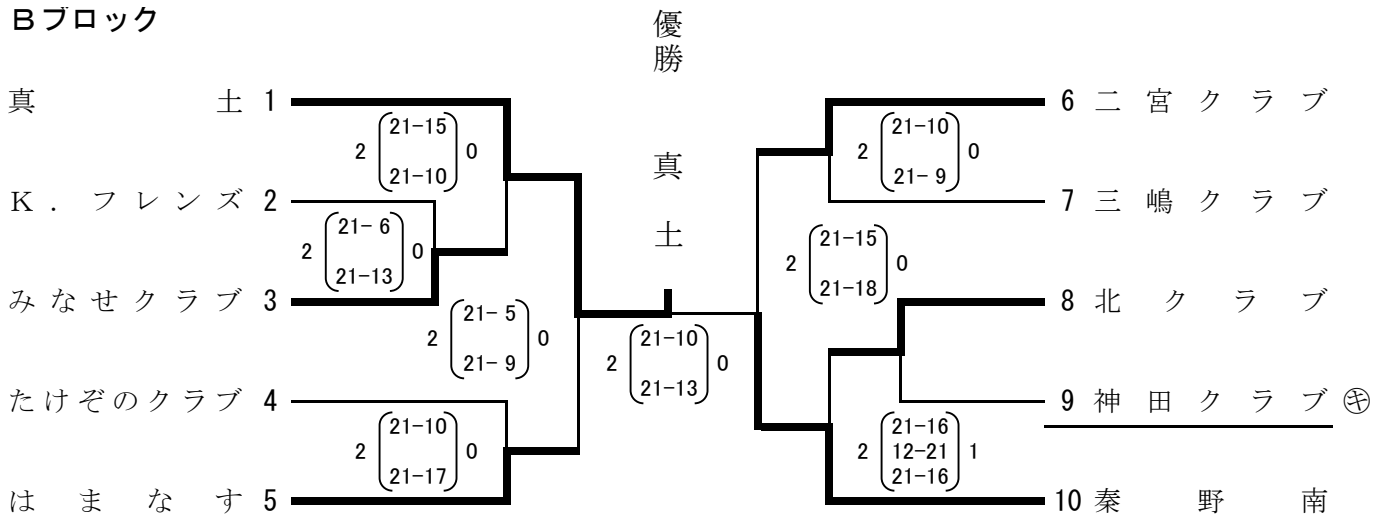 Bブロック
優勝
真土
真土 1
2 21-15 0
21-10
K.フレンズ 2
2 21- 6 0
21-13
みなせクラブ 3
2 21- 5 0
21- 9
たけぞのクラブ 4
2 21-10 0
21-17
はまなす 5
2 21-10 0
21-13
6 二宮クラブ
2 21-10 0
21- 9
7 三嶋クラブ
2 21-15 0
21-18
8 北クラブ
9 神田クラブ ㋖
2 21-16 1
12-21
21-16
10 秦野南